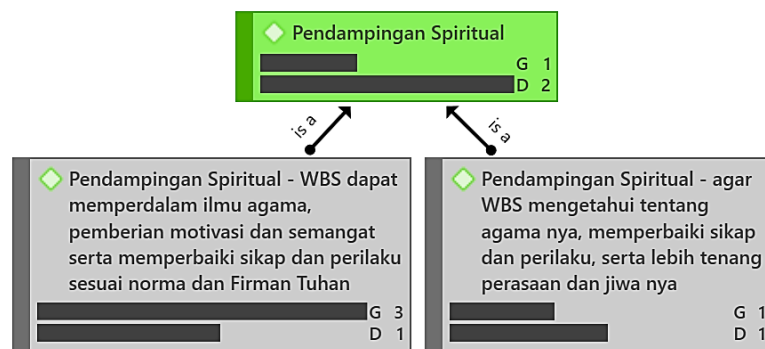 Pendampingan Spiritual
G 1
D 2
is a
is a
Pendampingan Spiritual - WBS dapat
memperdalam ilmu agama,
pemberian motivasi dan semangat
serta memperbaiki sikap dan perilaku
sesuai norma dan Firman Tuhan
G 3
D 1
Pendampingan Spiritual - agar
WBS mengetahui tentang
agama nya, memperbaiki sikap
dan perilaku, serta lebih tenang
perasaan dan jiwa nya
G 1
D 1